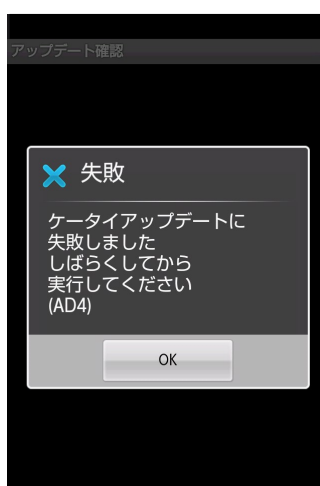 アップデート確認
失敗
ケータイアップデートに
失敗しました
しばらくしてから
実行してください
(AD4)
OK